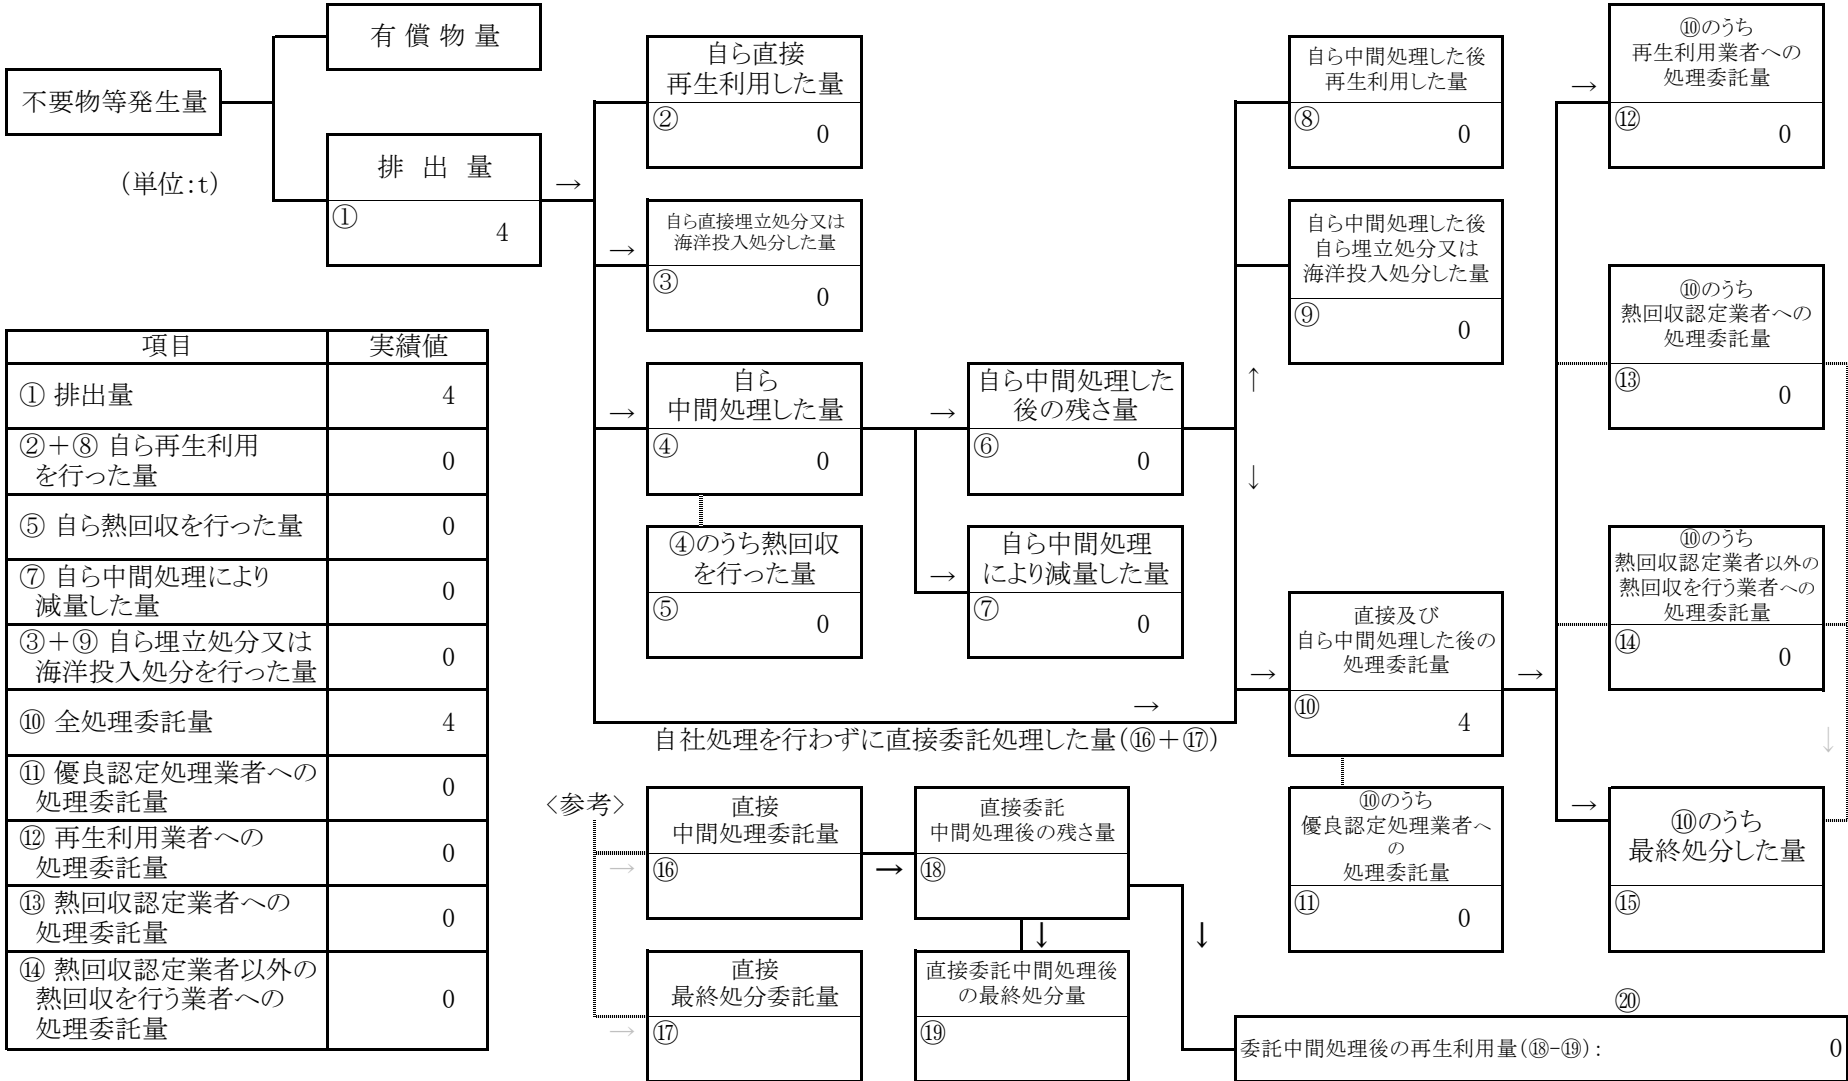 有 償 物 量
不要物等発生量
(単位:t)
排 出 量
①
4
→
自ら直接
再生利用した量
②
0
→
自ら直接埋立処分又は
海洋投入処分した量
③
0
→
自ら
中間処理した量
④
0
④のうち熱回収
を行った量
⑤
0
→
自ら中間処理した
後の残さ量
⑥
0
→
自ら中間処理
により減量した量
⑦
0
自ら中間処理した後
再生利用した量
⑧
0
自ら中間処理した後
自ら埋立処分又は
海洋投入処分した量
⑨
0
↑
↓
→
自社処理を行わずに直接委託処理した量(⑯+⑰)
→
直接及び
自ら中間処理した後の
処理委託量
⑩
4
→
⑩のうち
優良認定処理業者へ
の
処理委託量
⑪
0
→
⑩のうち
再生利用業者への
処理委託量
⑫
0
⑩のうち
熱回収認定業者への
処理委託量
⑬
0
⑩のうち
熱回収認定業者以外の
熱回収を行う業者への
処理委託量
⑭
0
↓
→
⑩のうち
最終処分した量
⑮
項目 実績値
① 排出量 4
②+⑧ 自ら再生利用
を行った量 0
⑤ 自ら熱回収を行った量 0
⑦ 自ら中間処理により
減量した量 0
③+⑨ 自ら埋立処分又は
海洋投入処分を行った量 0
⑩ 全処理委託量 4
⑪ 優良認定処理業者への
処理委託量 0
⑫ 再生利用業者への
処理委託量 0
⑬ 熱回収認定業者への
処理委託量 0
⑭ 熱回収認定業者以外の
熱回収を行う業者への
処理委託量 0
〈参考〉
→
直接
中間処理委託量
⑯
→
直接委託
中間処理後の残さ量
⑱
↓
↓
→
直接
最終処分委託量
⑰
直接委託中間処理後
の最終処分量
⑲
⑳
委託中間処理後の再生利用量(⑱-⑲): 0